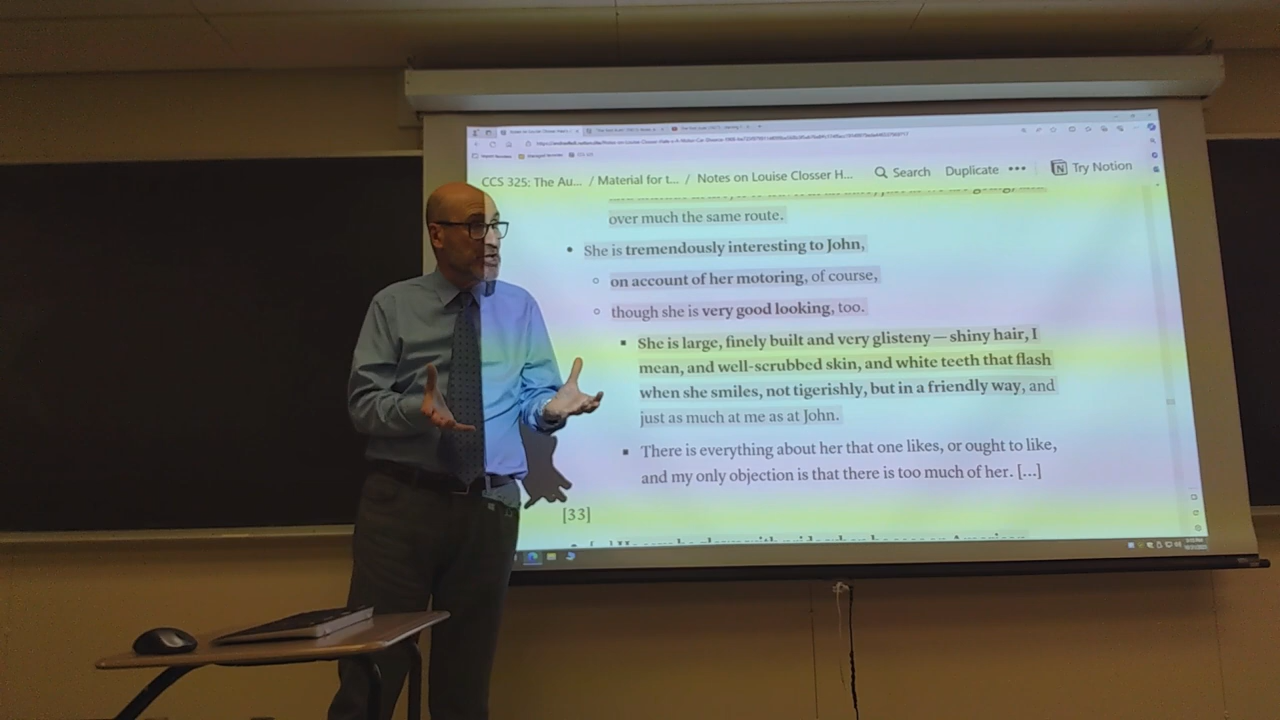 CCS 325: The Au... / Material for t... / Notes on Louise Closser H... Search Duplicate ••• Try Notion
over much the same route.
• She is tremendously interesting to John,
○ on account of her motoring, of course,
○ though she is very good looking, too.
▪ She is large, finely built and very glisteny — shiny hair, I
mean, and well-scrubbed skin, and white teeth that flash
when she smiles, not tigerishly, but in a friendly way, and
just as much at me as at John.
▪ There is everything about her that one likes, or ought to like,
and my only objection is that there is too much of her. [...]
[33]